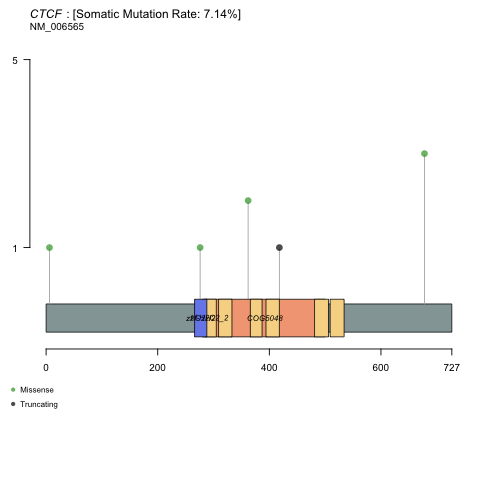 CTCF : [Somatic Mutation Rate: 7.14%]
NM_006565
5
1
COG5048
0 200 400 600 727
Missense
Truncating